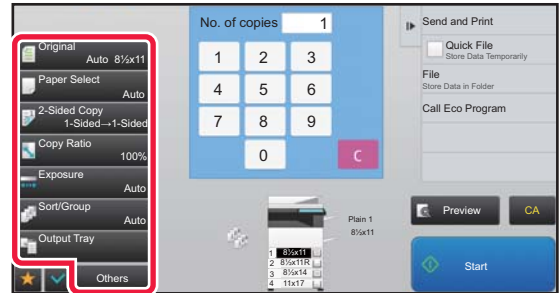 Original
Auto 8½x11
Paper Select
Auto
2-Sided Copy
1-Sided→1-Sided
Copy Ratio
100%
Exposure
Auto
Sort/Group
Auto
Output Tray
Others
No. of copies 1
1 2 3
4 5 6
7 8 9
0 C
Plain 1
8½x11
1 8½x11
2 8½x11R
3 8½x14
4 11x17
Send and Print
Quick File
Store Data Temporarily
File
Store Data in Folder
Call Eco Program
Preview CA
Start